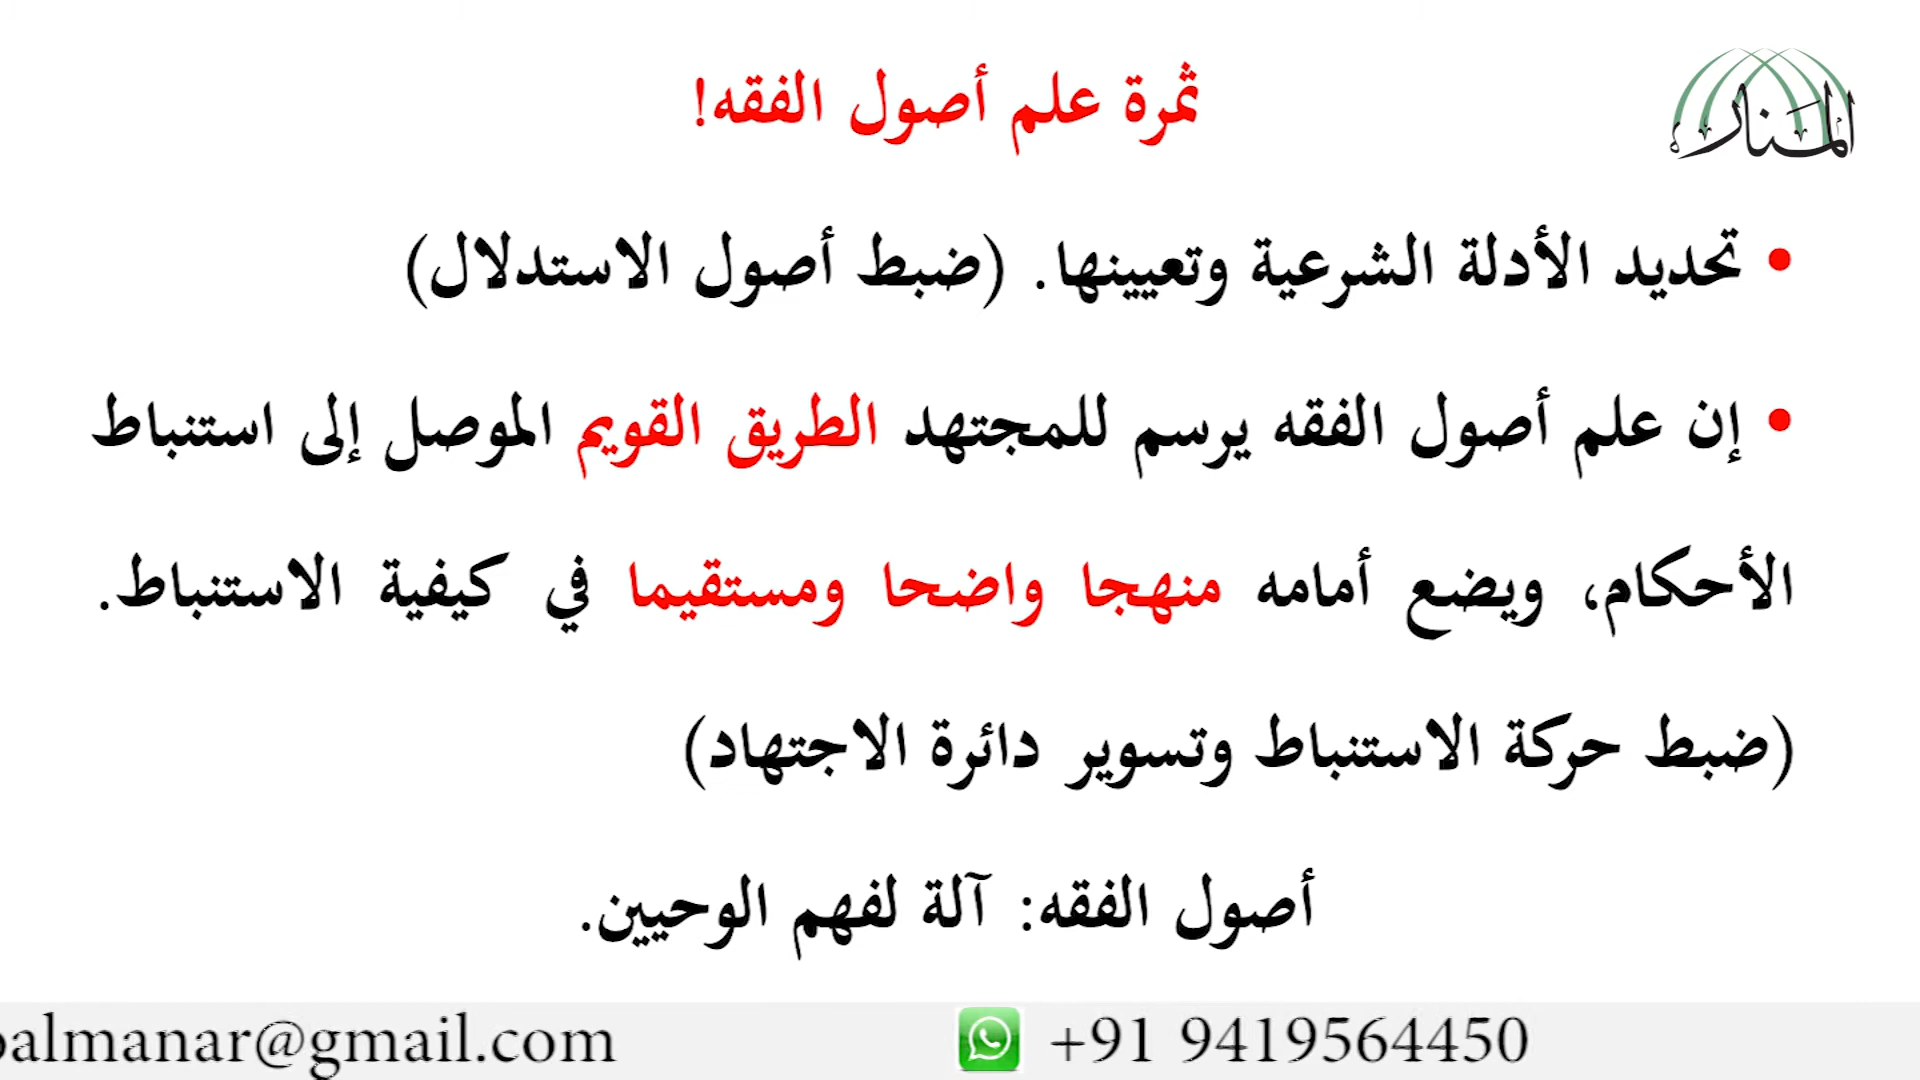 ثمرة علم أصول الفقه!
المنار
• تحديد الأدلة الشرعية وتعيينها. (ضبط أصول الاستدلال)
• إن علم أصول الفقه يرسم للمجتهد الطريق القويم الموصل إلى استنباط
الأحكام، ويضع أمامه منهجا واضحا ومستقيما في كيفية الاستنباط.
(ضبط حركة الاستنباط وتسوير دائرة الاجتهاد)
أصول الفقه: آلة لفهم الوحيين.
oalmanar@gmail.com +91 9419564450